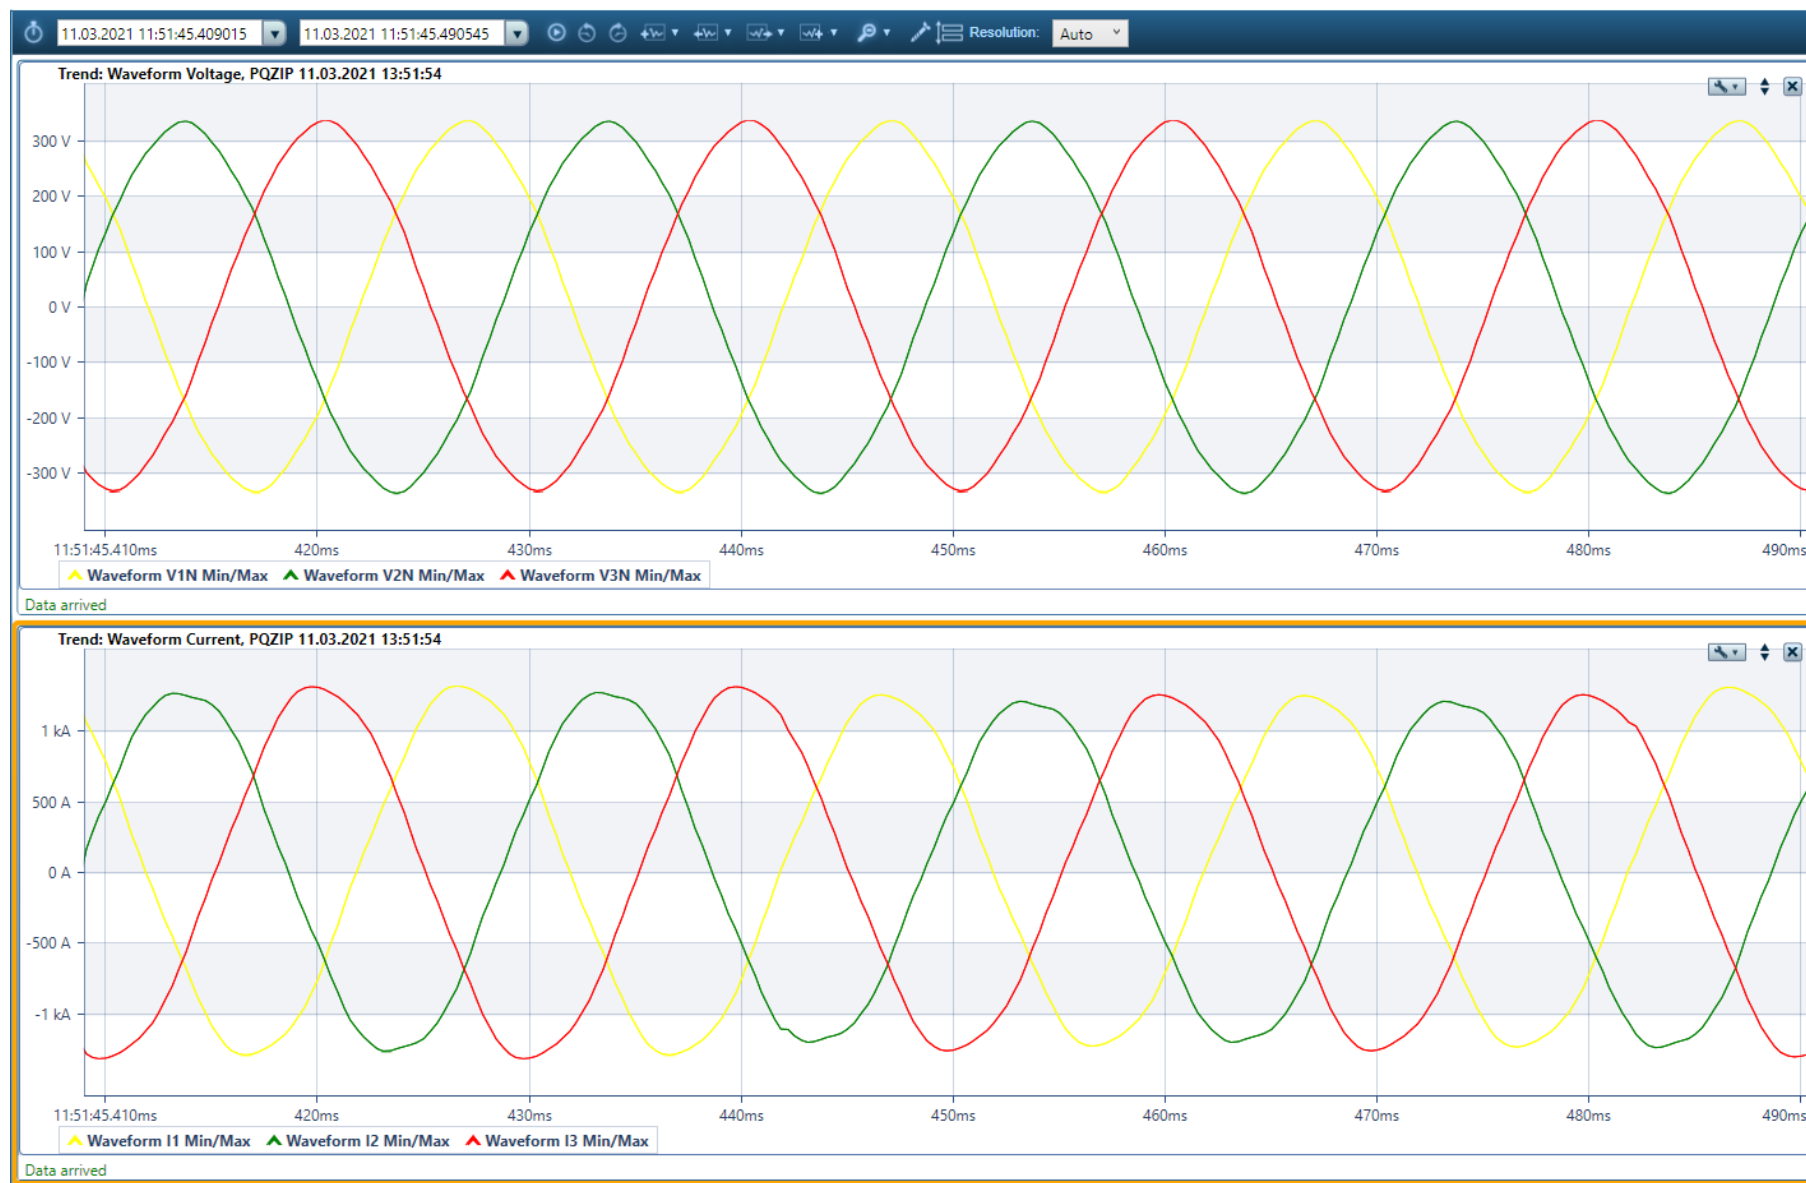 11.03.2021 11:51:45.409015 11.03.2021 11:51:45.490545 Resolution: Auto
Trend: Waveform Voltage, PQZIP 11.03.2021 13:51:54
300 V
200 V
100 V
0 V
-100 V
-200 V
-300 V
11:51:45.410ms 420ms 430ms 440ms 450ms 460ms 470ms 480ms 490ms
Waveform V1N Min/Max Waveform V2N Min/Max Waveform V3N Min/Max
Data arrived
Trend: Waveform Current, PQZIP 11.03.2021 13:51:54
1 kA
500 A
0 A
-500 A
-1 kA
11:51:45.410ms 420ms 430ms 440ms 450ms 460ms 470ms 480ms 490ms
Waveform I1 Min/Max Waveform I2 Min/Max Waveform I3 Min/Max
Data arrived